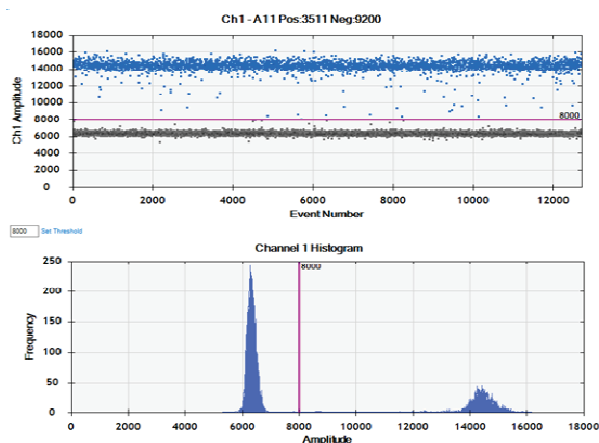 Ch1 - A11 Pos:3511 Neg:9200
18000
16000
14000
12000
10000
8000
6000
4000
2000
0
Ch1 Amplitude
8000
0 2000 4000 6000 8000 10000 12000
Event Number
8000 Set Threshold
Channel 1 Histogram
250
200
150
100
50
0
Frequency
8000
0 2000 4000 6000 8000 10000 12000 14000 16000 18000
Amplitude